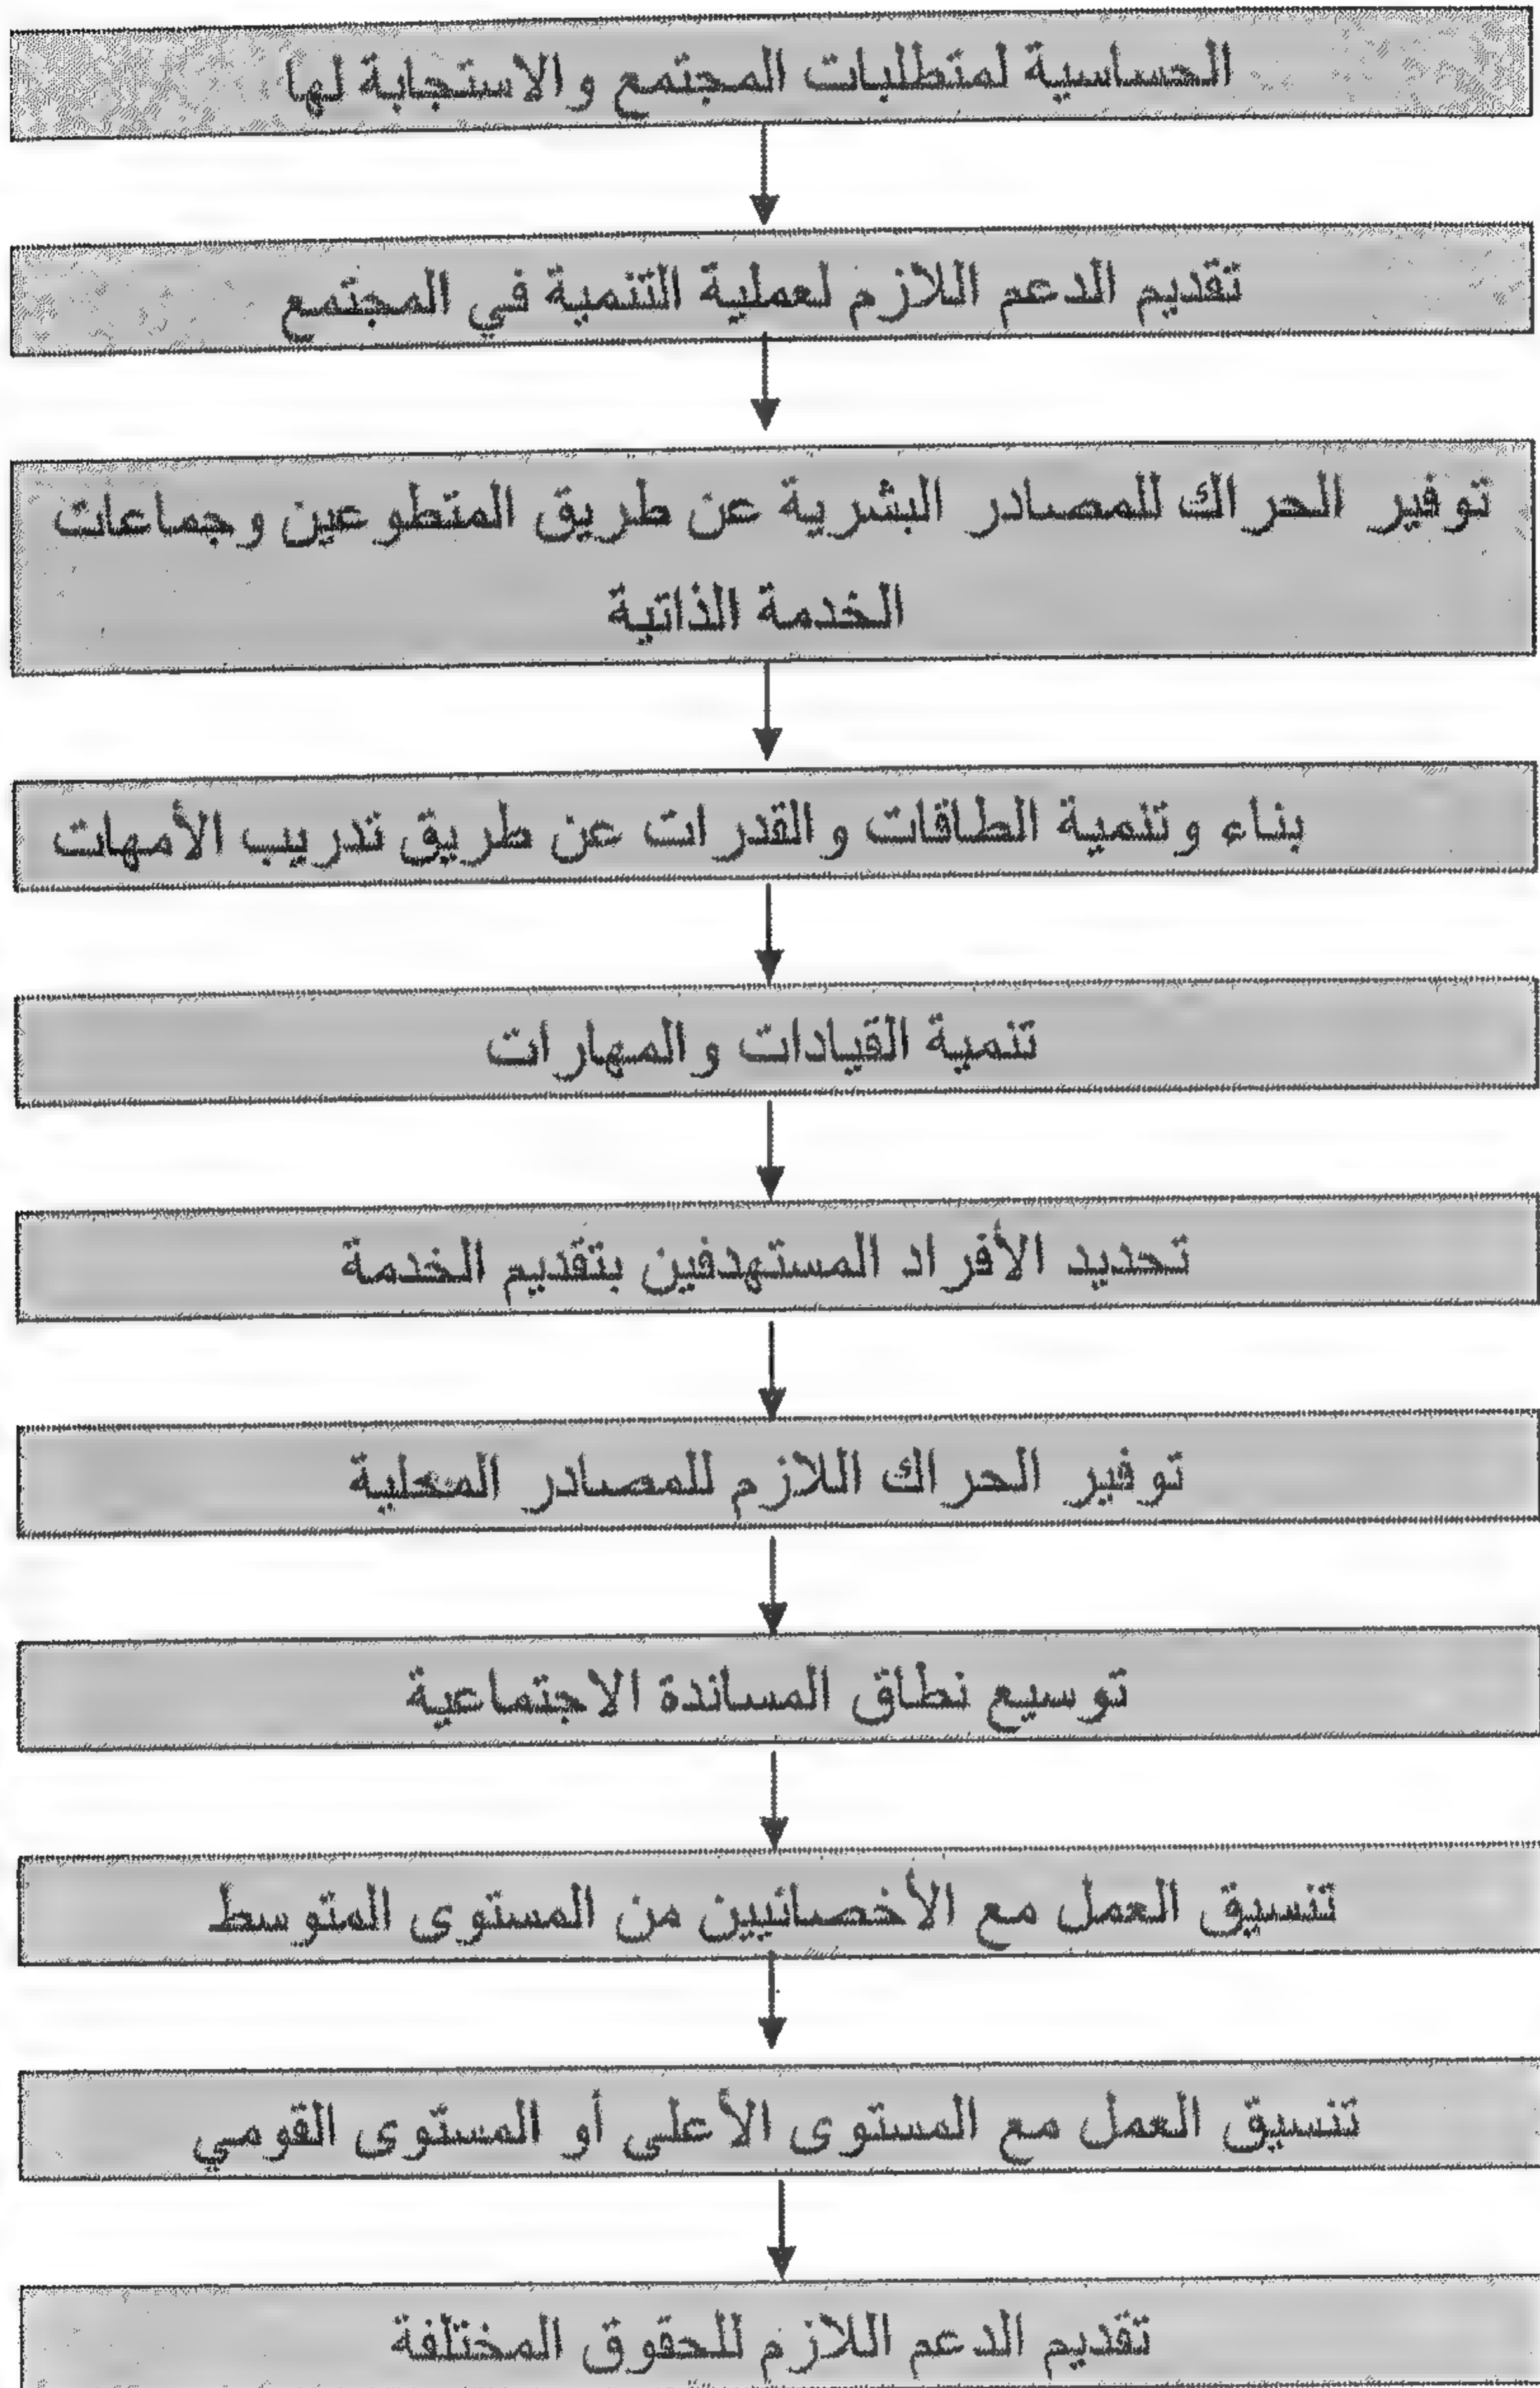 الحساسية لمتطلبات المجتمع والاستجابة لها
تقديم الدعم اللازم لعملية التنمية في المجتمع
توفير الحراك للمصادر البشرية عن طريق المتطوعين وجماعات
الخدمة الذاتية
بناء وتنمية الطاقات والقدرات عن طريق تدريب الأمهات
تنمية القيادات والمهارات
تحديد الأفراد المستهدفين بتقديم الخدمة
توفير الحراك اللازم للمصادر المحلية
توسيع نطاق المساندة الاجتماعية
تنسيق العمل مع الأخصائيين من المستوى المتوسط
تنسيق العمل مع المستوى الأعلى أو المستوى القومي
تقديم الدعم اللازم للحقوق المختلفة